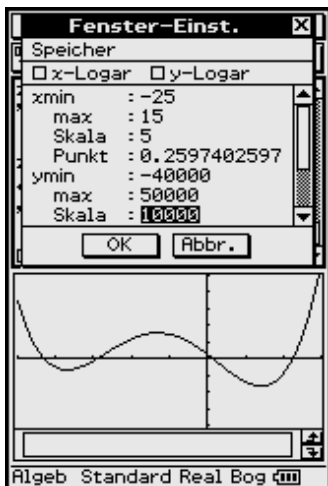 Fenster-Einst.
Speicher
x-Logar y-Logar
xmin :-25
max :15
Skala :5
Punkt :0.2597402597
ymin :-40000
max :50000
Skala :10000
OK Abbr.
Algeb Standard Real Bog